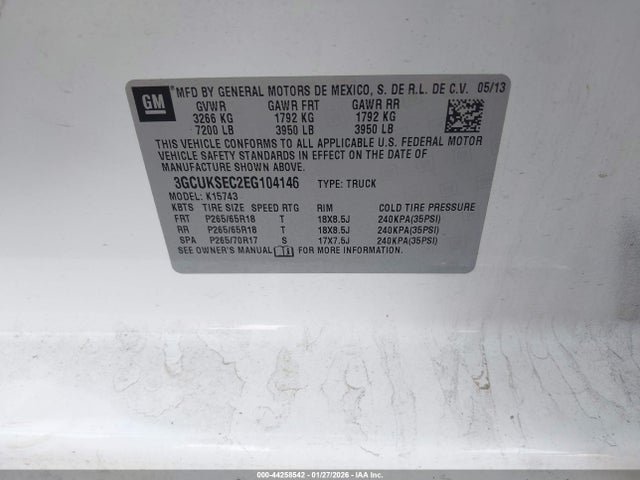 GM
MFD BY GENERAL MOTORS DE MEXICO, S. DE R.L. DE C.V. 05/13
GVWR GAWR FRT GAWR RR
3266 KG 1792 KG 1792 KG
7200 LB 3950 LB 3950 LB
THIS VEHICLE CONFORMS TO ALL APPLICABLE U.S. FEDERAL MOTOR
VEHICLE SAFETY STANDARDS IN EFFECT ON THE DATE OF
MANUFACTURE SHOWN ABOVE.
3GCUKSEC2EG104146 TYPE: TRUCK
MODEL: K15743
KBTS TIRE SIZE SPEED RTG RIM COLD TIRE PRESSURE
FRT P265/65R18 T 18X8.5J 240KPA(35PSI)
RR P265/65R18 T 18X8.5J 240KPA(35PSI)
SPA P265/70R17 S 17X7.5J 240KPA(35PSI)
SEE OWNER'S MANUAL FOR MORE INFORMATION.
000-44258542 - 01/27/2026 - IAAI - Public